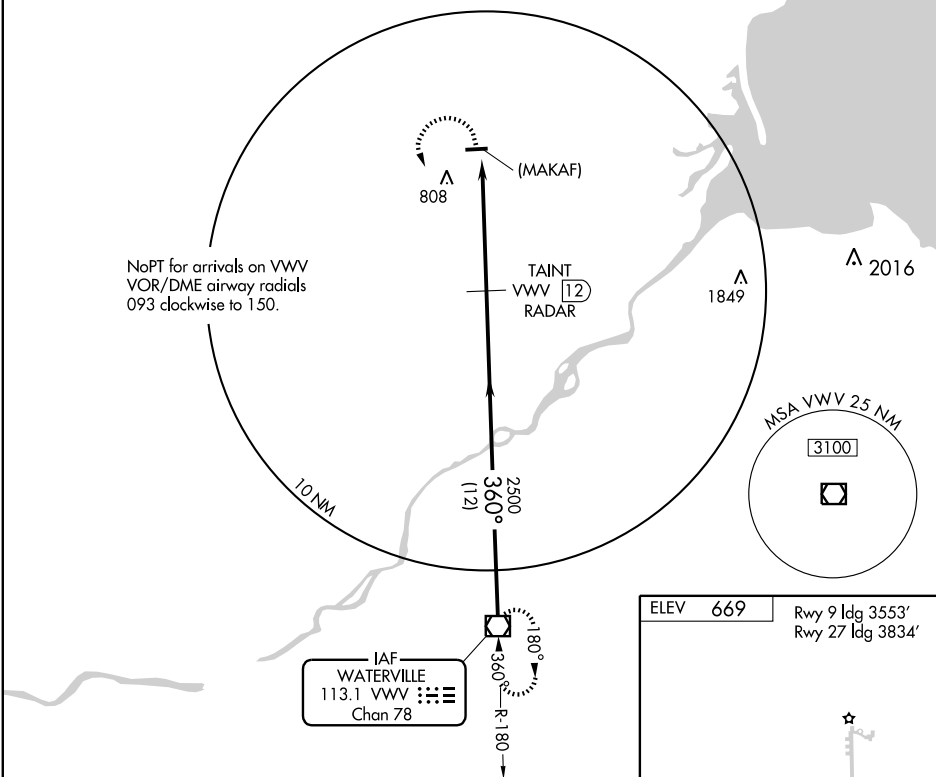 (MAKAF)
808
NoPT for arrivals on VWV
VOR/DME airway radials
093 clockwise to 150.
TAINT
VWV 12
RADAR
1849
2016
MSA VWV 25 NM
3100
10 NM
2500
360°
(12)
180°
360°
R-180
IAF
WATERVILLE
113.1 VWV
Chan 78
ELEV 669
Rwy 9 ldg 3553'
Rwy 27 ldg 3834'